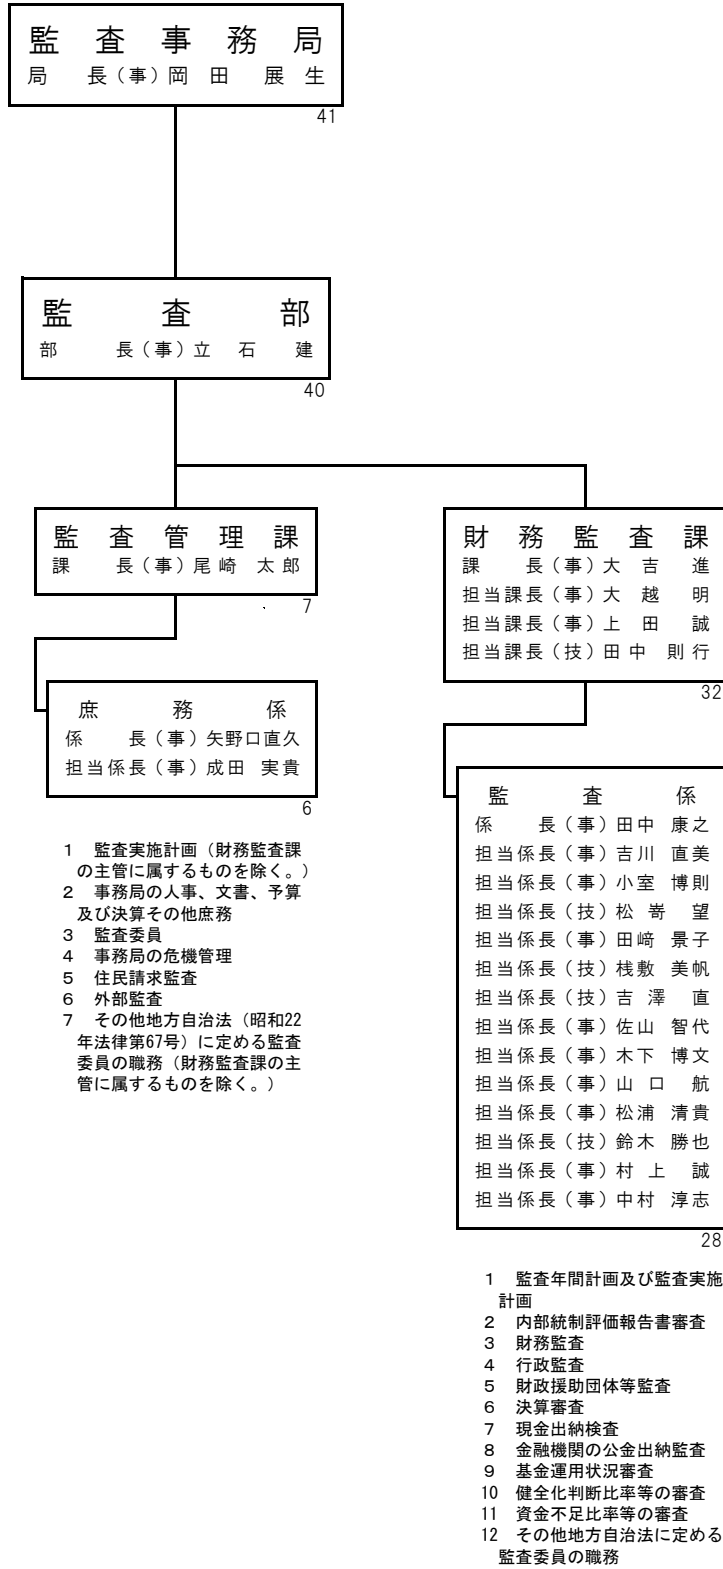 監査事務局
局長（事）岡田展生
41
監査部
部長（事）立石建
40
監査管理課
課長（事）尾崎太郎
7
庶務係
係長（事）矢野口直久
担当係長（事）成田実貴
6
1 監査実施計画（財務監査課
の主管に属するものを除く。）
2 事務局の人事、文書、予算
及び決算その他庶務
3 監査委員
4 事務局の危機管理
5 住民請求監査
6 外部監査
7 その他地方自治法（昭和22
年法律第67号）に定める監査
委員の職務（財務監査課の主
管に属するものを除く。）
財務監査課
課長（事）大吉進
担当課長（事）大越明
担当課長（事）上田誠
担当課長（技）田中則行
32
監査係
係長（事）田中康之
担当係長（事）吉川直美
担当係長（事）小室博則
担当係長（技）松嵜望
担当係長（事）田﨑景子
担当係長（技）桟敷美帆
担当係長（技）吉澤直
担当係長（事）佐山智代
担当係長（事）木下博文
担当係長（事）山口航
担当係長（事）松浦清貴
担当係長（技）鈴木勝也
担当係長（事）村上誠
担当係長（事）中村淳志
28
1 監査年間計画及び監査実施
計画
2 内部統制評価報告書審査
3 財務監査
4 行政監査
5 財政援助団体等監査
6 決算審査
7 現金出納検査
8 金融機関の公金出納監査
9 基金運用状況審査
10 健全化判断比率等の審査
11 資金不足比率等の審査
12 その他地方自治法に定める
監査委員の職務